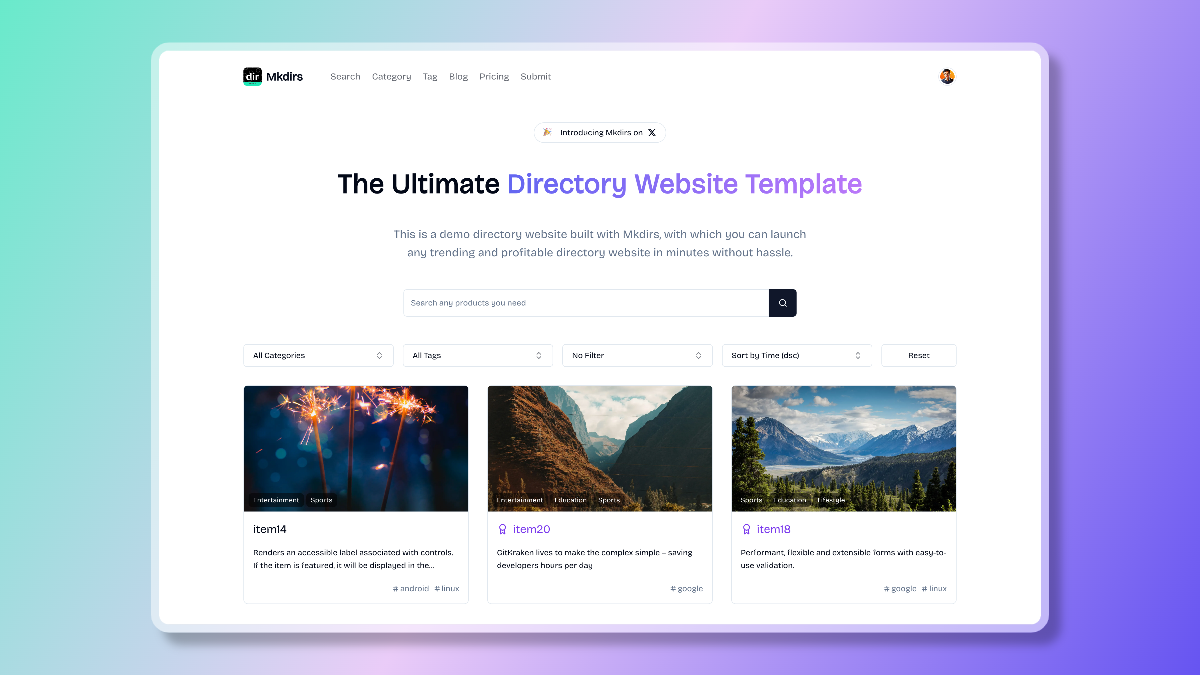 dir Mkdirs Search Category Tag Blog Pricing Submit
🎉 Introducing Mkdirs on X
The Ultimate Directory Website Template
This is a demo directory website built with Mkdirs, with which you can launch
any trending and profitable directory website in minutes without hassle.
Search any products you need
All Categories All Tags No Filter Sort by Time (dsc) Reset
Entertainment Sports
Entertainment Education Sports
Sports Education Lifestyle
item14
item20
item18
Renders an accessible label associated with controls.
If the item is featured, it will be displayed in the...
GitKraken lives to make the complex simple – saving
developers hours per day
Performant, flexible and extensible forms with easy-to-
use validation.
# android # linux
# google
# google # linux